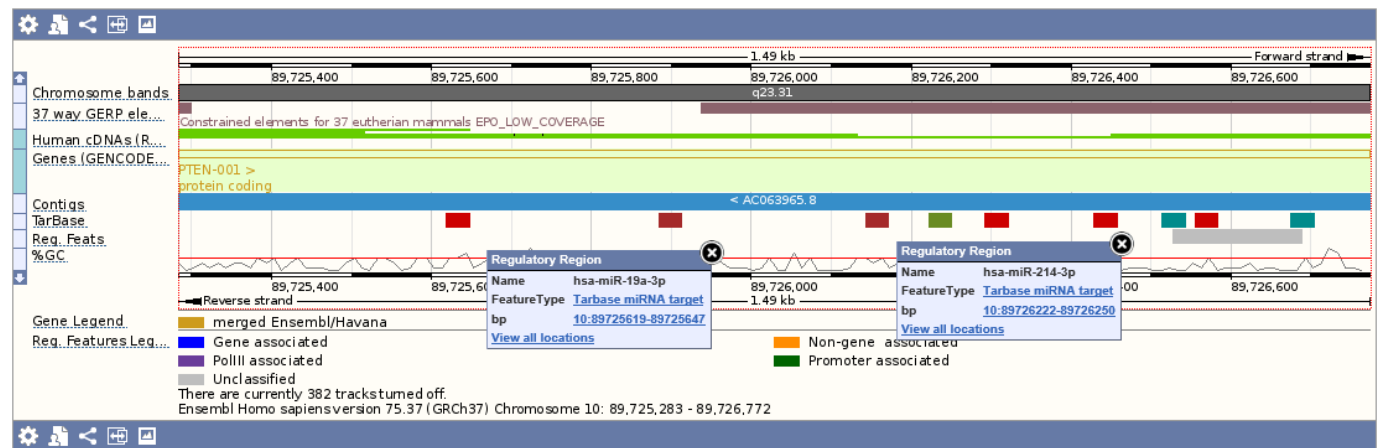 1.49 kb Forward strand
89,725,400 89,725,600 89,725,800 89,726,000 89,726,200 89,726,400 89,726,600
Chromosome bands q23.31
37 way GERP ele...
Constrained elements for 37 eutherian mammals EPO_LOW_COVERAGE
Human cDNAs (R...
Genes (GENCODE...
PTEN-001 >
protein coding
Contigs < AC063965.8
TarBase
Reg. Feats
%GC
Regulatory Region
Name hsa-miR-19a-3p
FeatureType Tarbase miRNA target
bp 10:89725619-89725647
View all locations
Regulatory Region
Name hsa-miR-214-3p
FeatureType Tarbase miRNA target
bp 10:89726222-89726250
View all locations
89,725,400 89,725,6 89,726,000 00 89,726,600
Reverse strand 1.49 kb
Gene Legend merged Ensembl/Havana
Reg. Features Leg... Gene associated Non-gene associated
PolIII associated Promoter associated
Unclassified
There are currently 382 tracks turned off.
Ensembl Homo sapiens version 75.37 (GRCh37) Chromosome 10: 89,725,283 - 89,726,772